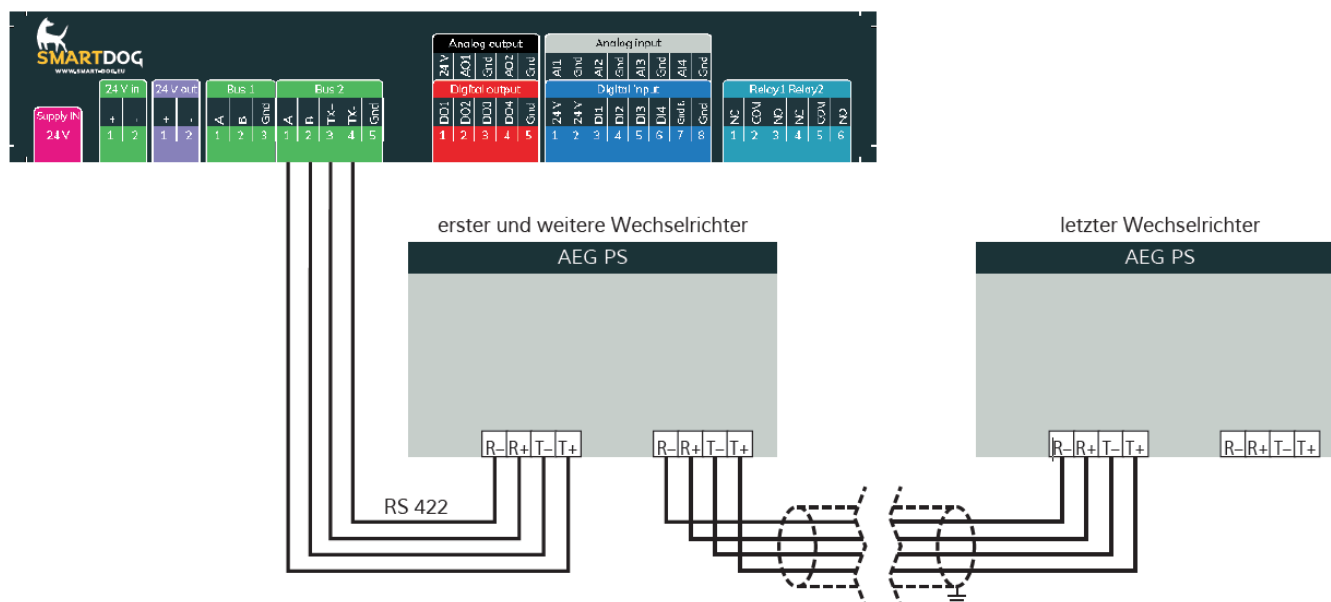 SMARTDOG
WWW.SMART-DOG.EU
Supply IN
24 V
24 V in
+ -
1 2
24 V out
+ -
1 2
Bus 1
A B Gnd
1 2 3
Bus 2
A B TX+ TX- Gnd
1 2 3 4 5
Analog output
24 V AO1 Gnd AO2 Gnd
Digital output
DO1 DO2 DO3 DO4 Gnd
1 2 3 4 5
Analog input
AI1 Gnd AI2 Gnd AI3 Gnd AI4 Gnd
Digital input
24 V 24 V DI1 DI2 DI3 DI4 Gnd
1 2 3 4 5 6 7 8
Relay1 Relay2
NC COM NO NC COM NO
1 2 3 4 5 6
erster und weitere Wechselrichter
AEG PS
R– R+ T– T+
R– R+ T– T+
letzter Wechselrichter
AEG PS
R– R+ T– T+
R– R+ T– T+
RS 422